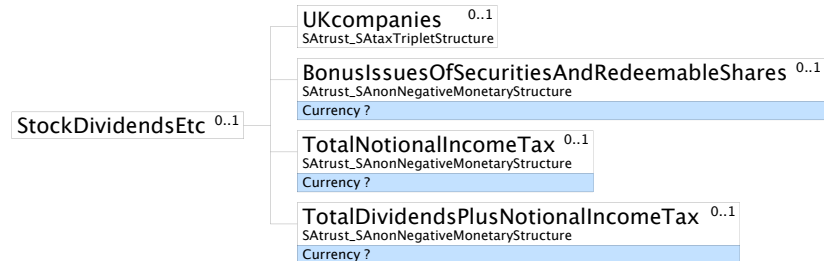 UKcompanies 0..1
SAtrust_SAtaxTripletStructure
BonusIssuesOfSecuritiesAndRedeemableShares 0..1
SAtrust_SAnonNegativeMonetaryStructure
Currency ?
StockDividendsEtc 0..1
TotalNotionalIncomeTax 0..1
SAtrust_SAnonNegativeMonetaryStructure
Currency ?
TotalDividendsPlusNotionalIncomeTax 0..1
SAtrust_SAnonNegativeMonetaryStructure
Currency ?